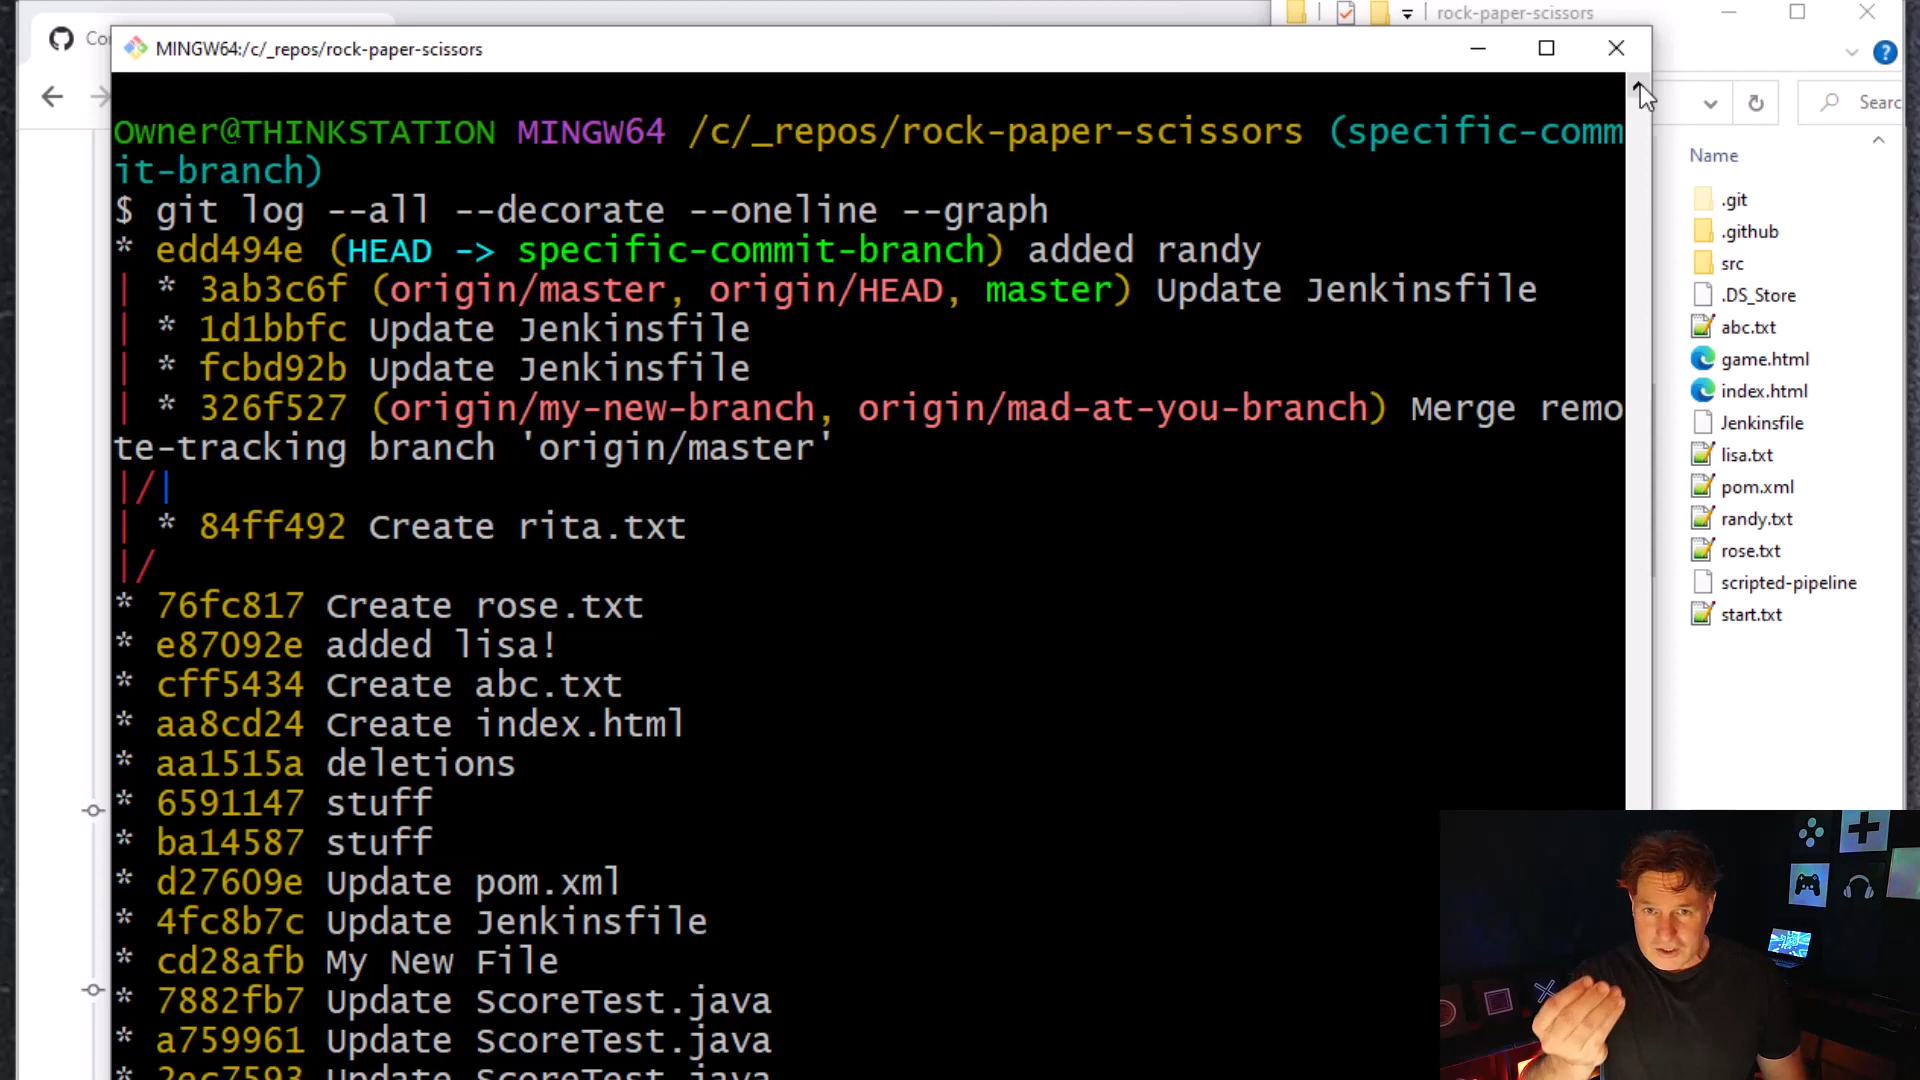 Co
MINGW64:/c/_repos/rock-paper-scissors
rock-paper-scissors
Owner@THINKSTATION MINGW64 /c/_repos/rock-paper-scissors (specific-comm
it-branch)
$ git log --all --decorate --oneline --graph
* edd494e (HEAD -> specific-commit-branch) added randy
| * 3ab3c6f (origin/master, origin/HEAD, master) Update Jenkinsfile
| * 1d1bbfc Update Jenkinsfile
| * fcbd92b Update Jenkinsfile
| * 326f527 (origin/my-new-branch, origin/mad-at-you-branch) Merge remo
te-tracking branch 'origin/master'
|/|
| * 84ff492 Create rita.txt
|/
* 76fc817 Create rose.txt
* e87092e added lisa!
* cff5434 Create abc.txt
* aa8cd24 Create index.html
* aa1515a deletions
* 6591147 stuff
* ba14587 stuff
* d27609e Update pom.xml
* 4fc8b7c Update Jenkinsfile
* cd28afb My New File
* 7882fb7 Update ScoreTest.java
* a759961 Update ScoreTest.java
* 2ec7593 Update ScoreTest.java
Searc
Name
.git
.github
src
.DS_Store
abc.txt
game.html
index.html
Jenkinsfile
lisa.txt
pom.xml
randy.txt
rose.txt
scripted-pipeline
start.txt